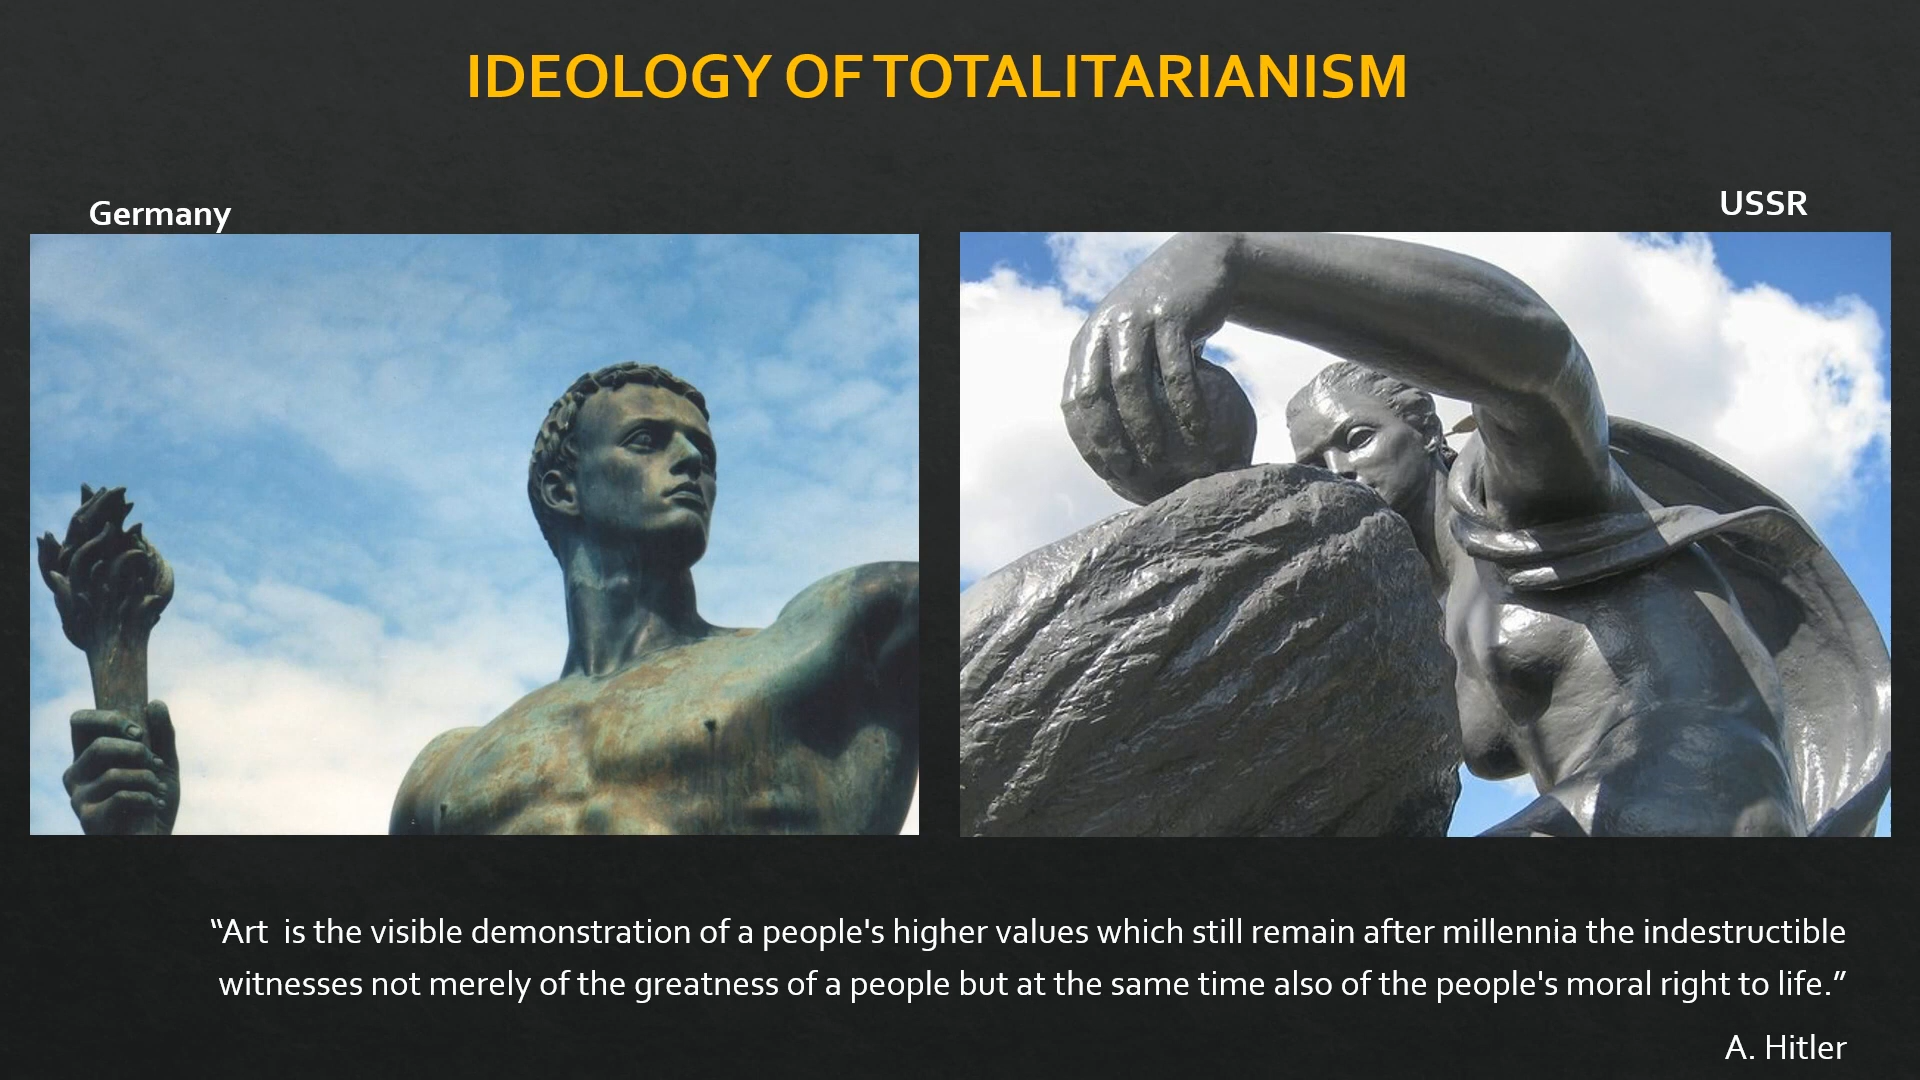 IDEOLOGY OF TOTALITARIANISM
Germany
USSR
“Art  is the visible demonstration of a people's higher values which still remain after millennia the indestructible
witnesses not merely of the greatness of a people but at the same time also of the people's moral right to life.”
A. Hitler